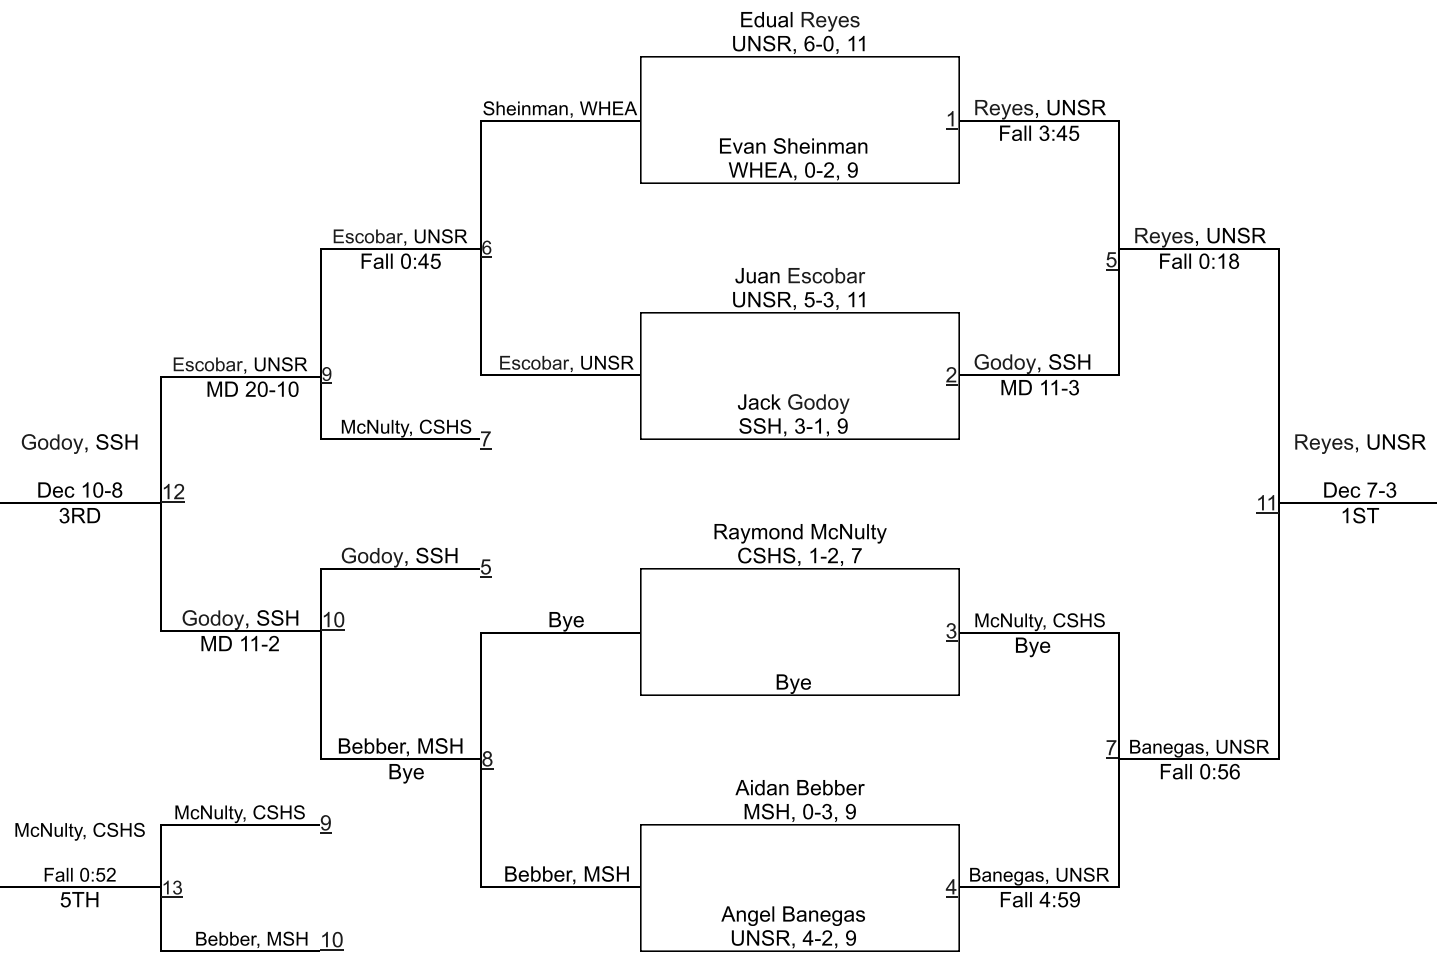 Edual Reyes
UNSR, 6-0, 11
Sheinman, WHEA
1
Reyes, UNSR
Fall 3:45
Evan Sheinman
WHEA, 0-2, 9
Escobar, UNSR
Fall 0:45
6
Reyes, UNSR
Fall 0:18
5
Juan Escobar
UNSR, 5-3, 11
Escobar, UNSR
MD 20-10
9
Escobar, UNSR
2
Godoy, SSH
MD 11-3
Jack Godoy
SSH, 3-1, 9
McNulty, CSHS
7
Godoy, SSH
Dec 10-8
3RD
12
Reyes, UNSR
Dec 7-3
1ST
11
Raymond McNulty
CSHS, 1-2, 7
Godoy, SSH
5
Godoy, SSH
MD 11-2
10
Bye
3
McNulty, CSHS
Bye
Bye
Bebber, MSH
Bye
8
7
Banegas, UNSR
Fall 0:56
Aidan Bebber
MSH, 0-3, 9
McNulty, CSHS
9
McNulty, CSHS
Fall 0:52
5TH
13
Bebber, MSH
4
Banegas, UNSR
Fall 4:59
Angel Banegas
UNSR, 4-2, 9
Bebber, MSH
10